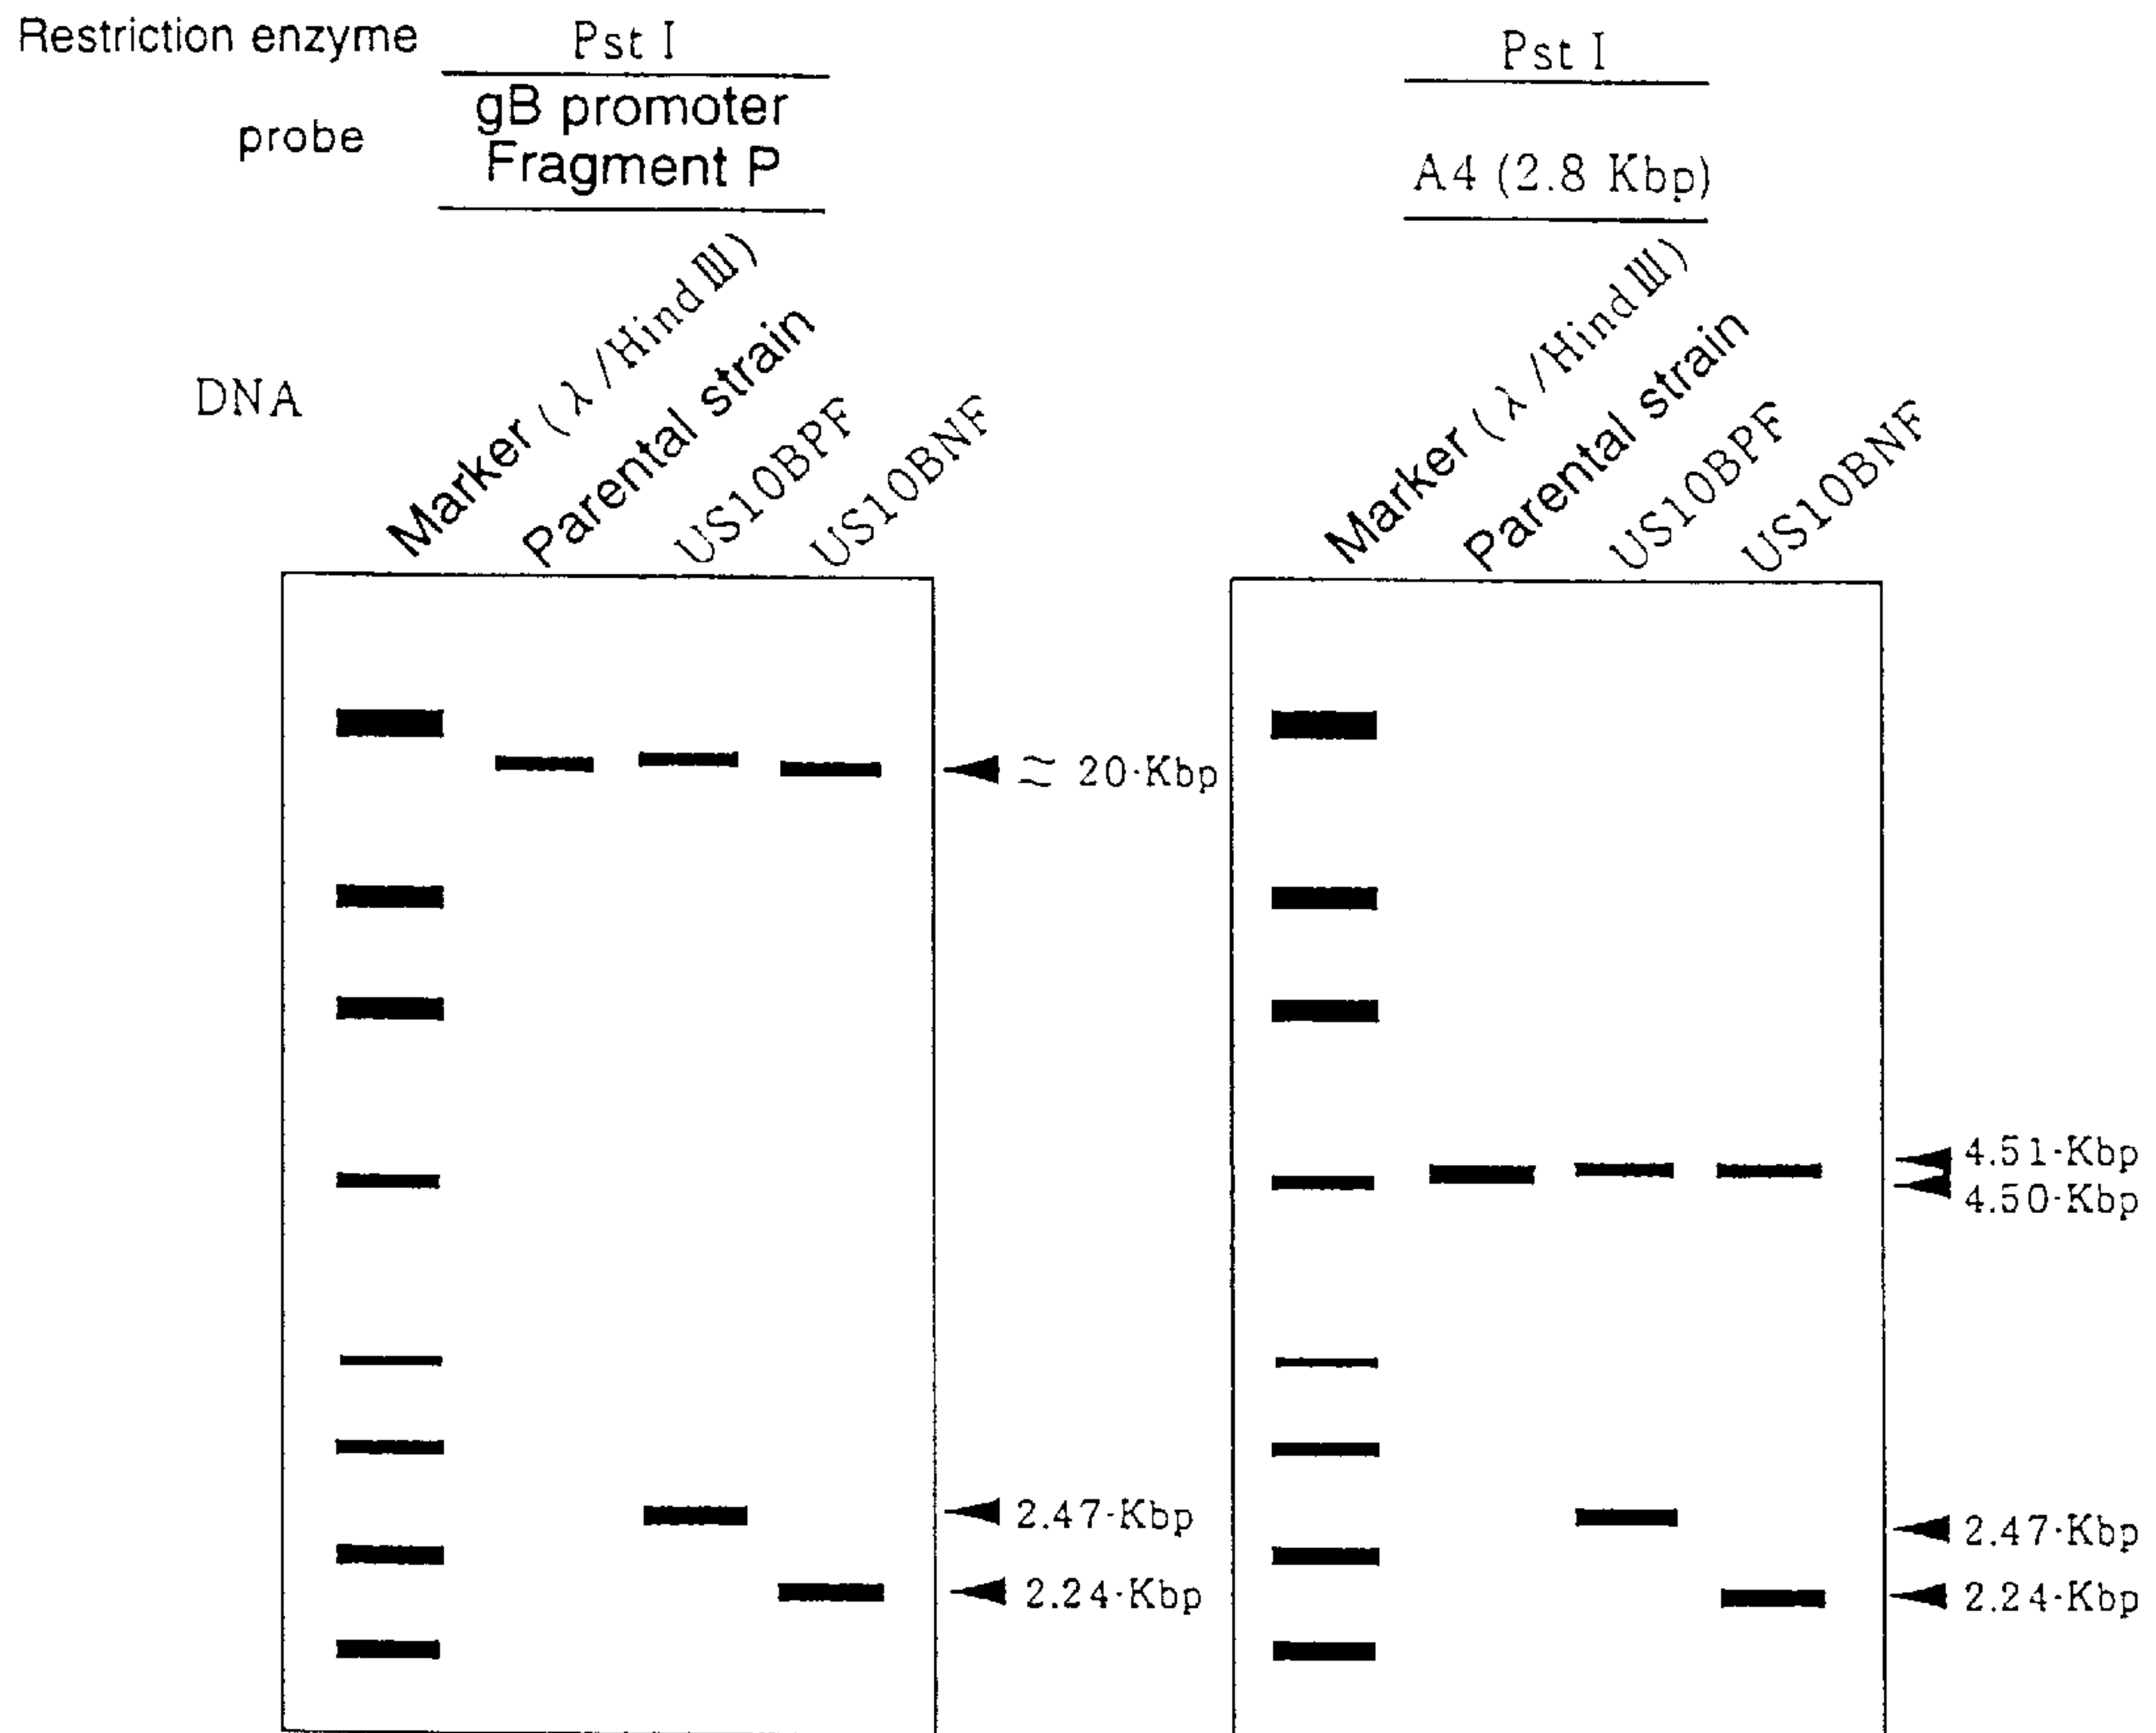 Restriction enzyme
Pst I
Pst I
probe
gB promoter
Fragment P
A4 (2.8 Kbp)
DNA
Marker (λ/Hind III)
Parental strain
US10BPF
US10BNF
Marker (λ/Hind III)
Parental strain
US10BPF
US10BNF
≈ 20-Kbp
4.51-Kbp
4.50-Kbp
2.47-Kbp
2.47-Kbp
2.24-Kbp
2.24-Kbp